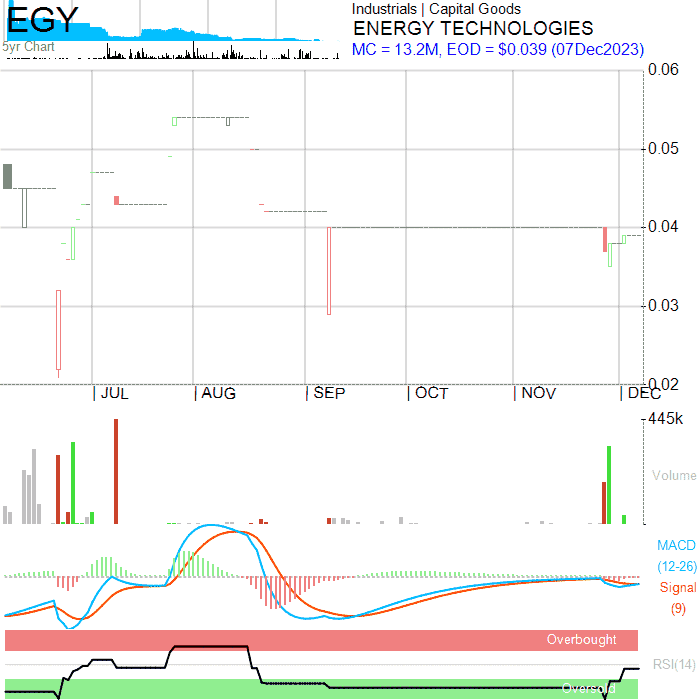 EGY
5yr Chart
Industrials | Capital Goods
ENERGY TECHNOLOGIES
MC = 13.2M, EOD = $0.039 (07Dec2023)
0.06
0.05
0.04
0.03
0.02
JUL AUG SEP OCT NOV DEC
445k
Volume
MACD
(12-26)
Signal
(9)
Overbought
RSI(14)
Oversold